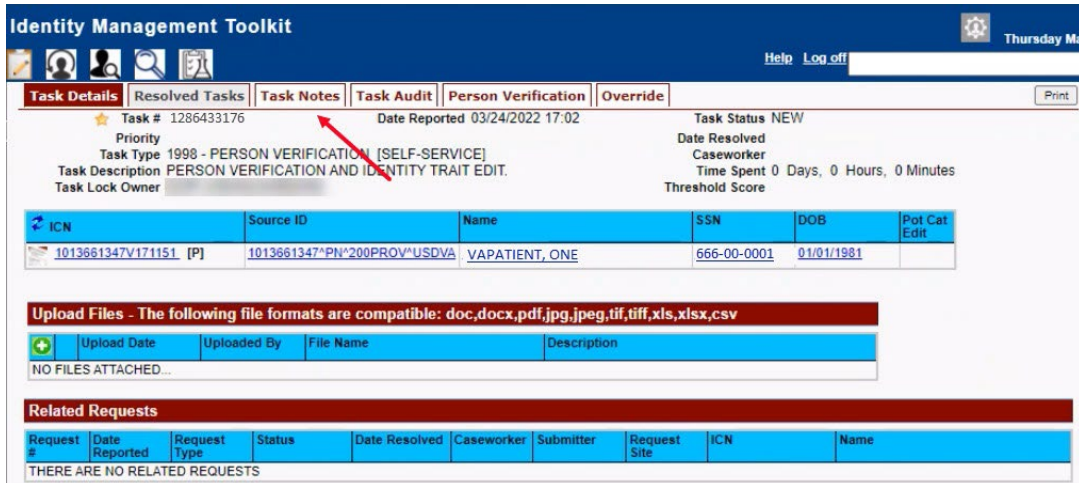 Identity Management Toolkit
Thursday Ma
Help Log off
Task Details Resolved Tasks Task Notes Task Audit Person Verification Override Print
Task # 1286433176 Date Reported 03/24/2022 17:02 Task Status NEW
Priority Date Resolved
Task Type 1998 - PERSON VERIFICATION [SELF-SERVICE] Caseworker
Task Description PERSON VERIFICATION AND IDENTITY TRAIT EDIT. Time Spent 0 Days, 0 Hours, 0 Minutes
Task Lock Owner Threshold Score
ICN Source ID Name SSN DOB Pot Cat Edit
1013661347V171151 [P] 1013661347^PN^200PROV^USDVA VAPATIENT, ONE 666-00-0001 01/01/1981
Upload Files - The following file formats are compatible: doc,docx,pdf,jpg,jpeg,tif,tiff,xls,xlsx,csv
Upload Date Uploaded By File Name Description
NO FILES ATTACHED...
Related Requests
Request # Date Reported Request Type Status Date Resolved Caseworker Submitter Request Site ICN Name
THERE ARE NO RELATED REQUESTS